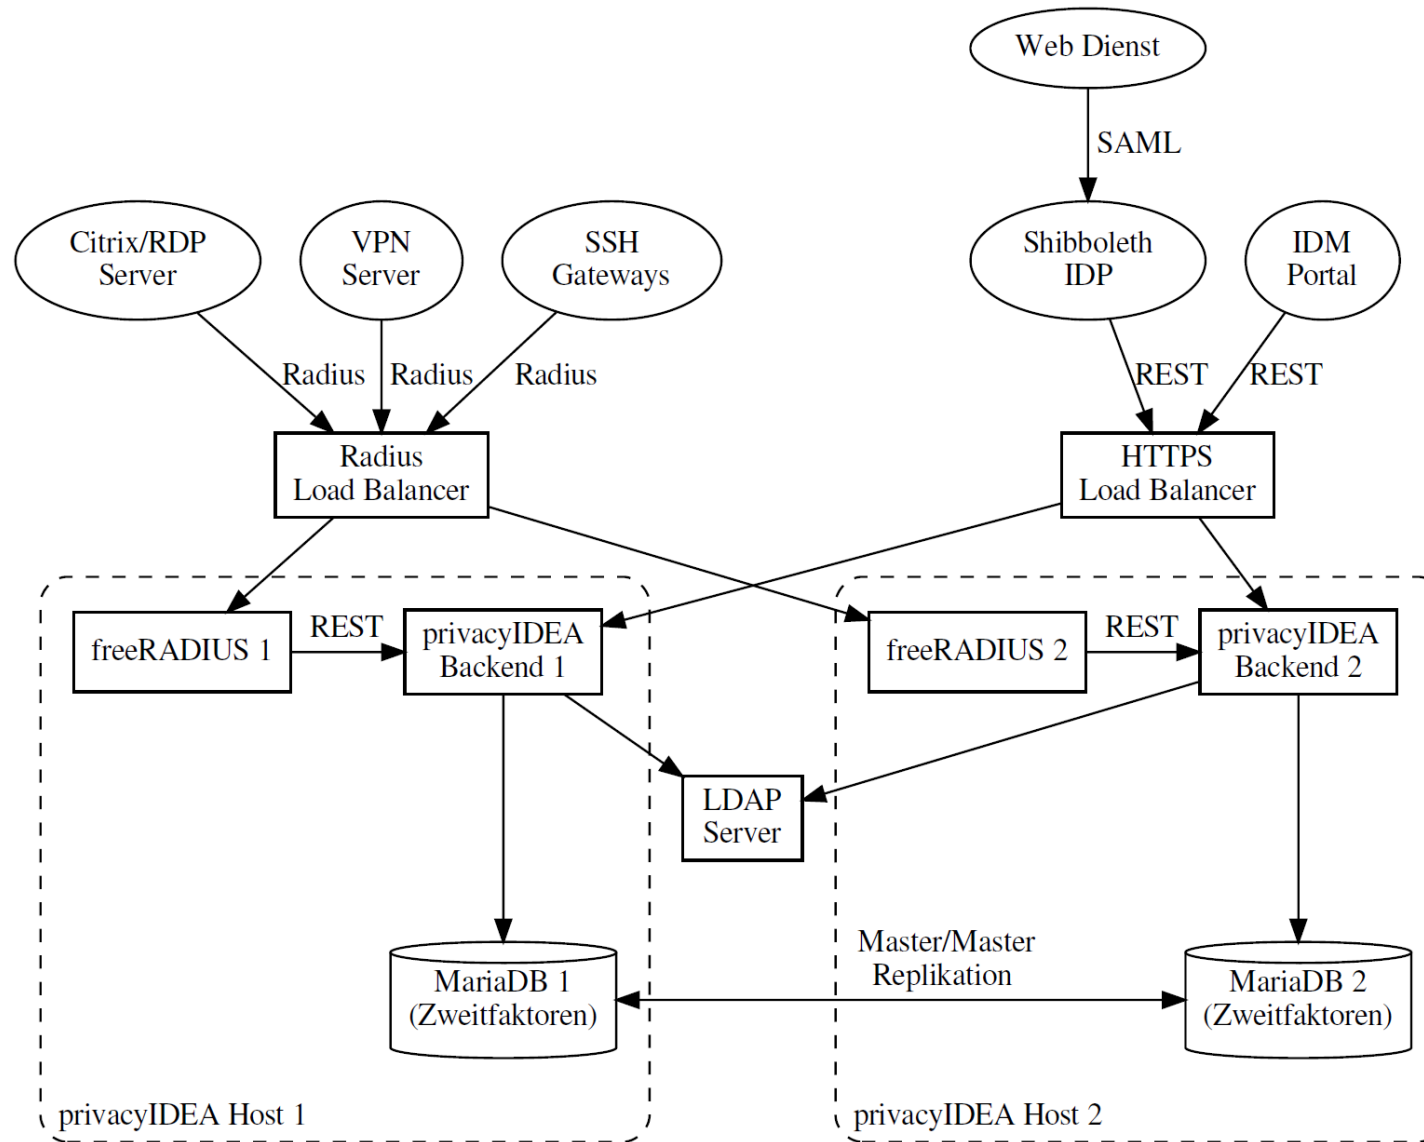 Web Dienst
SAML
Citrix/RDP
Server
VPN
Server
SSH
Gateways
Shibboleth
IDP
IDM
Portal
Radius
Radius
Radius
REST
REST
Radius
Load Balancer
HTTPS
Load Balancer
freeRADIUS 1
REST
privacyIDEA
Backend 1
freeRADIUS 2
REST
privacyIDEA
Backend 2
LDAP
Server
Master/Master
Replikation
MariaDB 1
(Zweitfaktoren)
MariaDB 2
(Zweitfaktoren)
privacyIDEA Host 1
privacyIDEA Host 2